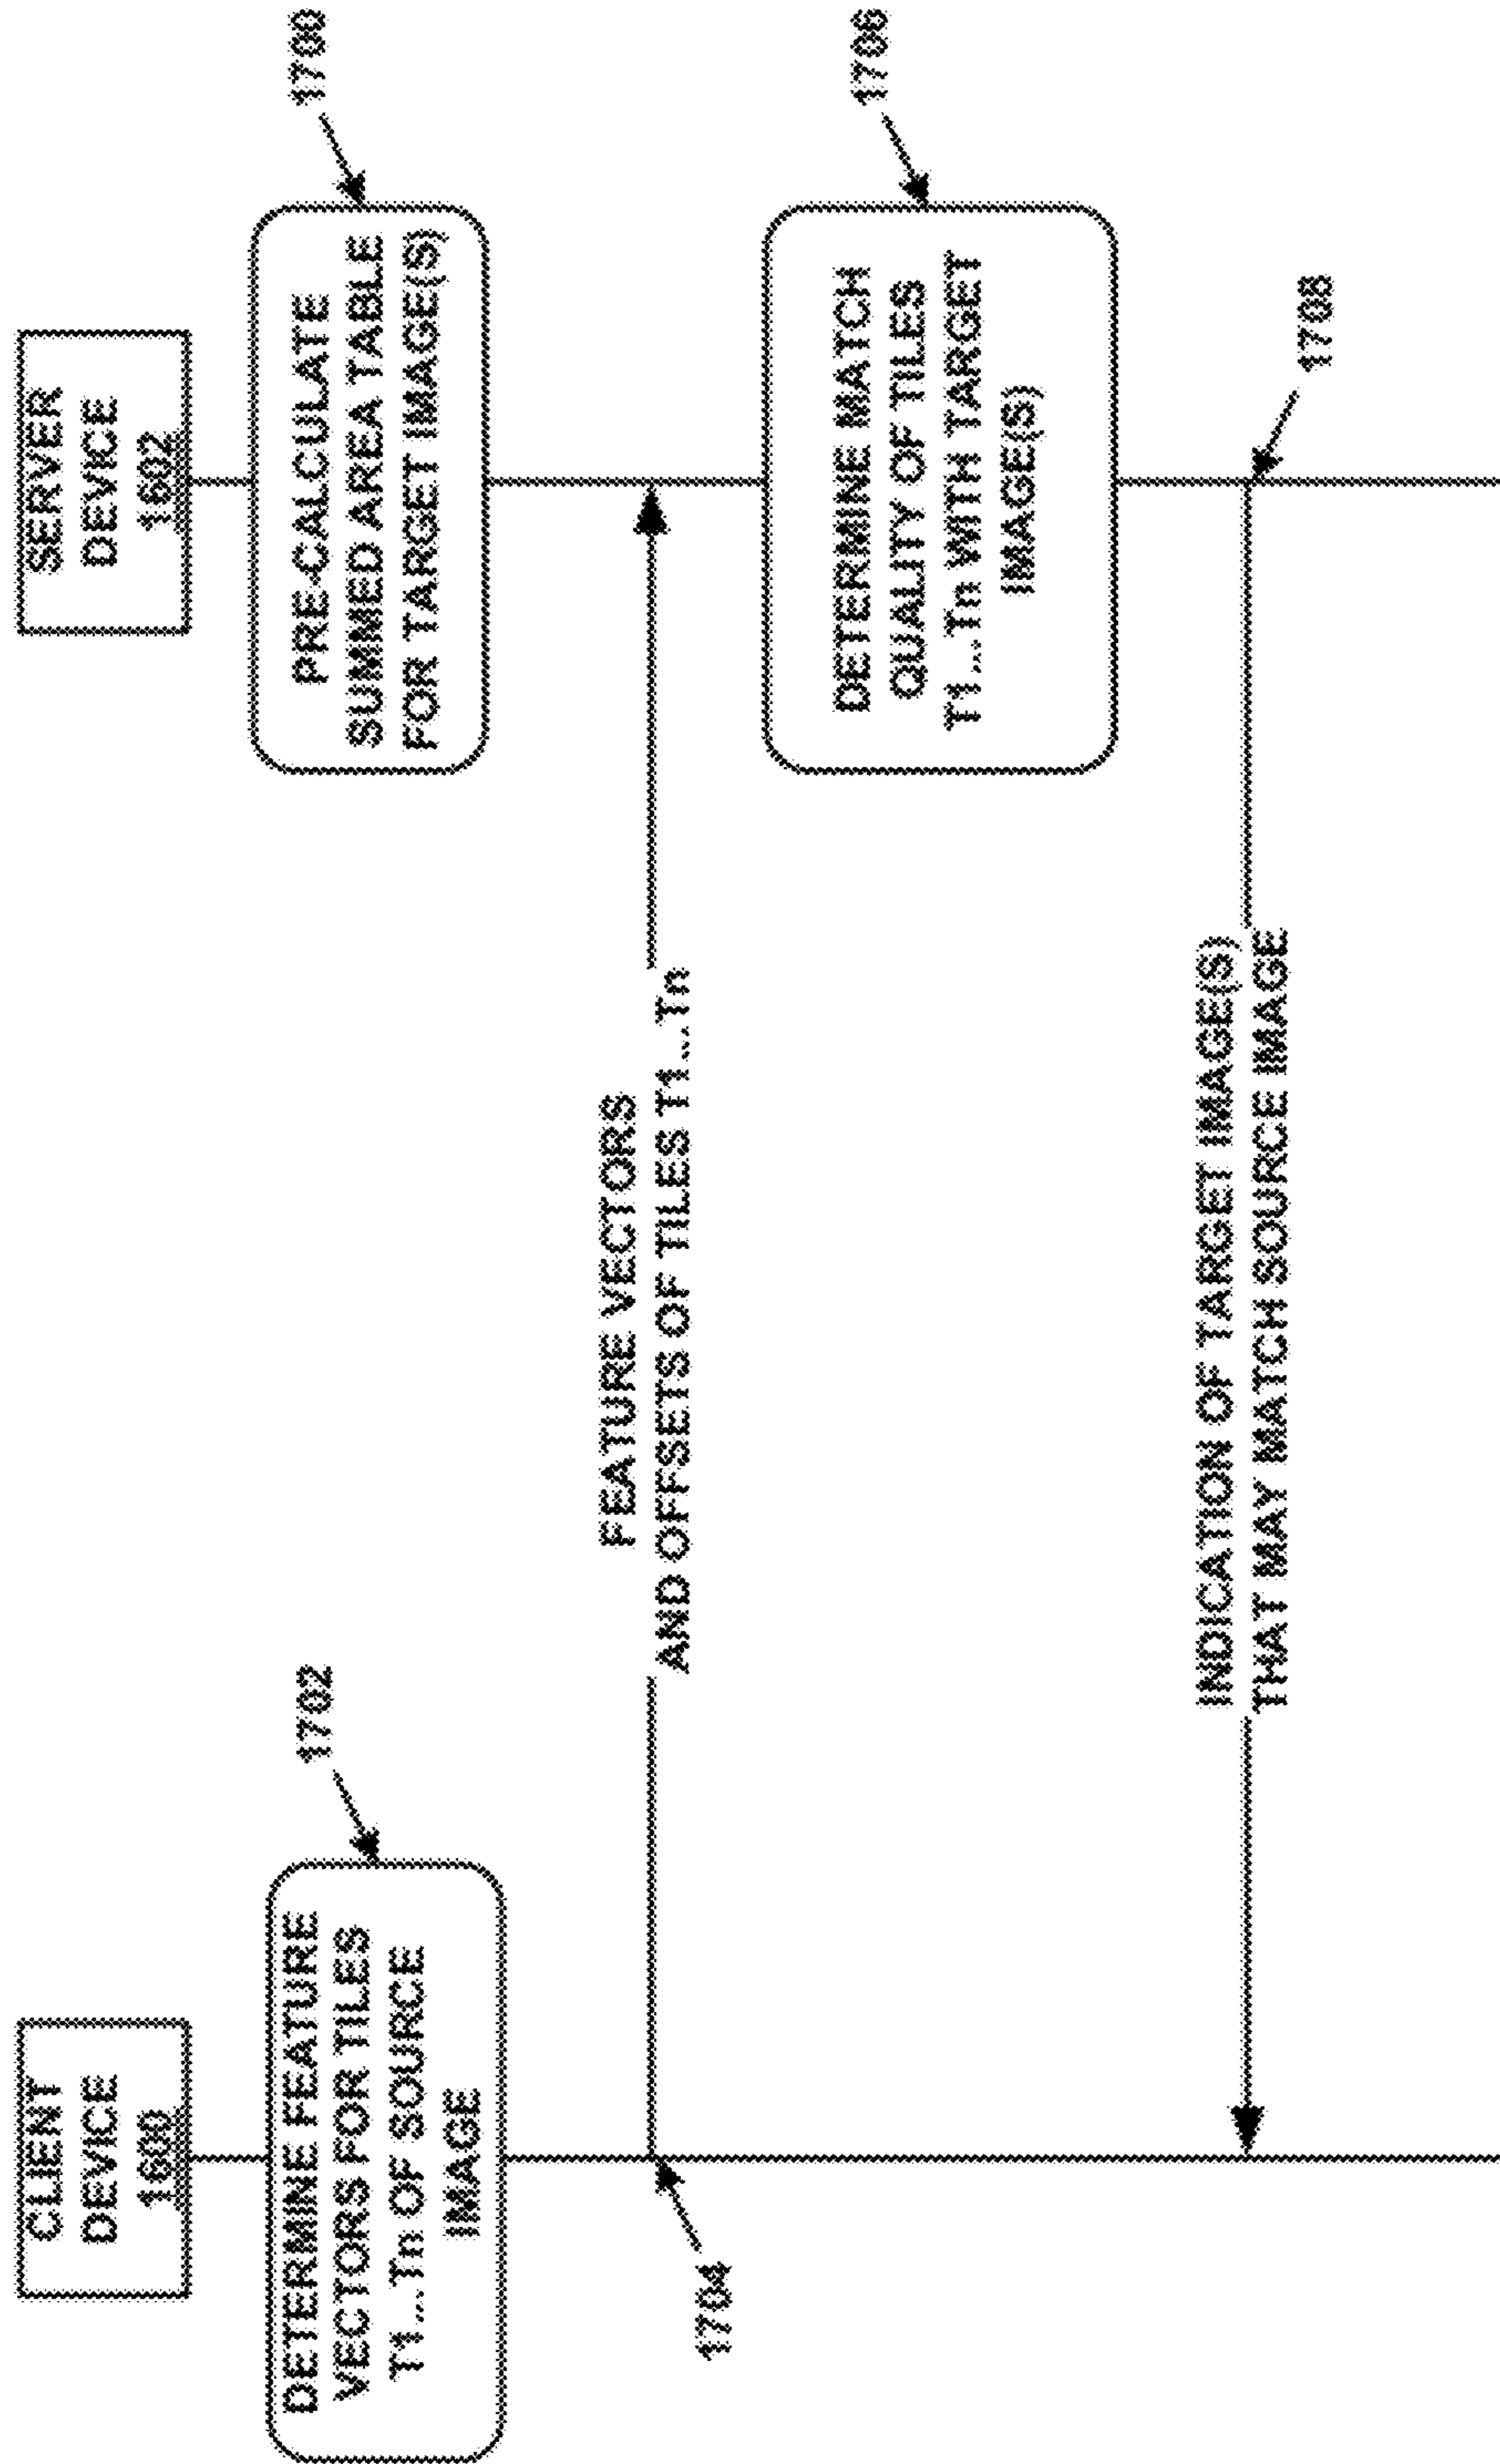 CLIENT
DEVICE
1600
SERVER
DEVICE
1602
DETERMINE FEATURE
VECTORS FOR TILES
T1...Tn OF SOURCE
IMAGE
1702
PRE-CALCULATE
SUMMED AREA TABLE
FOR TARGET IMAGE(S)
1700
FEATURE VECTORS
AND OFFSETS OF TILES T1...Tn
1704
DETERMINE MATCH
QUALITY OF TILES
T1...Tn WITH TARGET
IMAGE(S)
1706
INDICATION OF TARGET IMAGE(S)
THAT MAY MATCH SOURCE IMAGE
1708